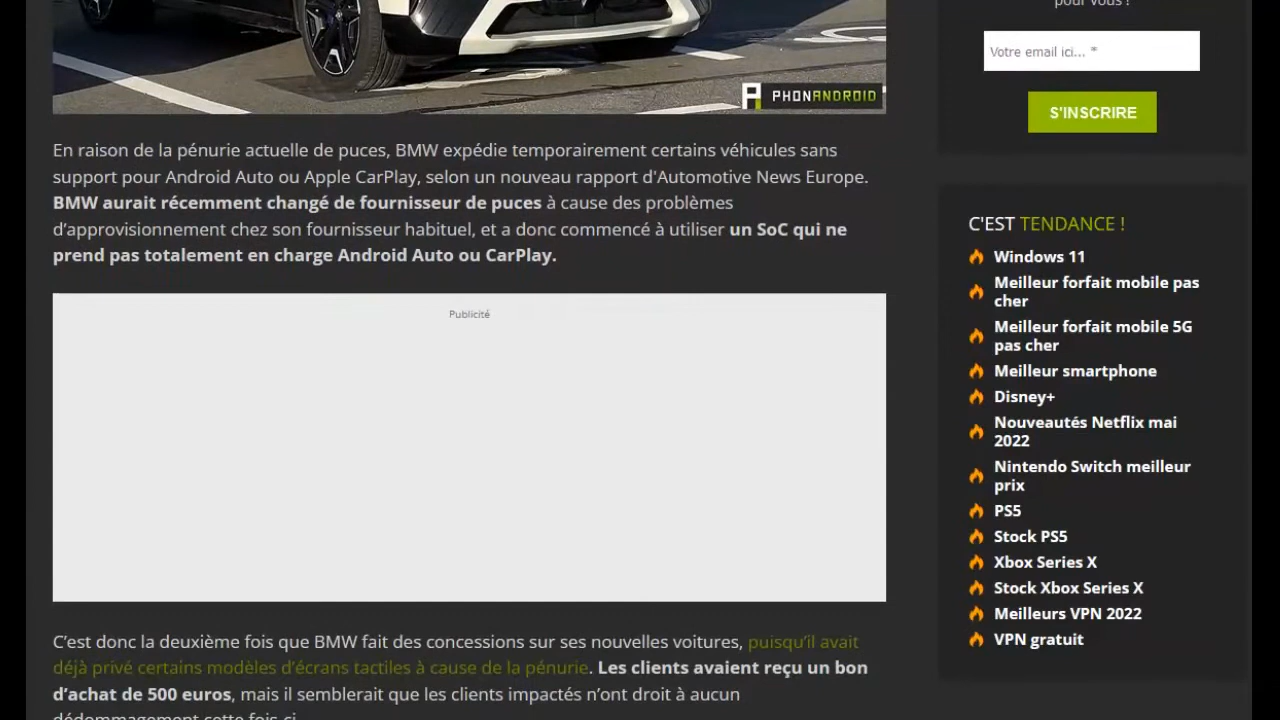 pour vous !
Votre email ici... *
PHONANDROID
S'INSCRIRE
En raison de la pénurie actuelle de puces, BMW expédie temporairement certains véhicules sans
support pour Android Auto ou Apple CarPlay, selon un nouveau rapport d'Automotive News Europe.
BMW aurait récemment changé de fournisseur de puces à cause des problèmes
d’approvisionnement chez son fournisseur habituel, et a donc commencé à utiliser un SoC qui ne
prend pas totalement en charge Android Auto ou CarPlay.
Publicité
C’est donc la deuxième fois que BMW fait des concessions sur ses nouvelles voitures, puisqu’il avait
déjà privé certains modèles d’écrans tactiles à cause de la pénurie. Les clients avaient reçu un bon
d’achat de 500 euros, mais il semblerait que les clients impactés n’ont droit à aucun
dédommagement cette fois-ci.
C'EST TENDANCE !
Windows 11
Meilleur forfait mobile pas
cher
Meilleur forfait mobile 5G
pas cher
Meilleur smartphone
Disney+
Nouveautés Netflix mai
2022
Nintendo Switch meilleur
prix
PS5
Stock PS5
Xbox Series X
Stock Xbox Series X
Meilleurs VPN 2022
VPN gratuit